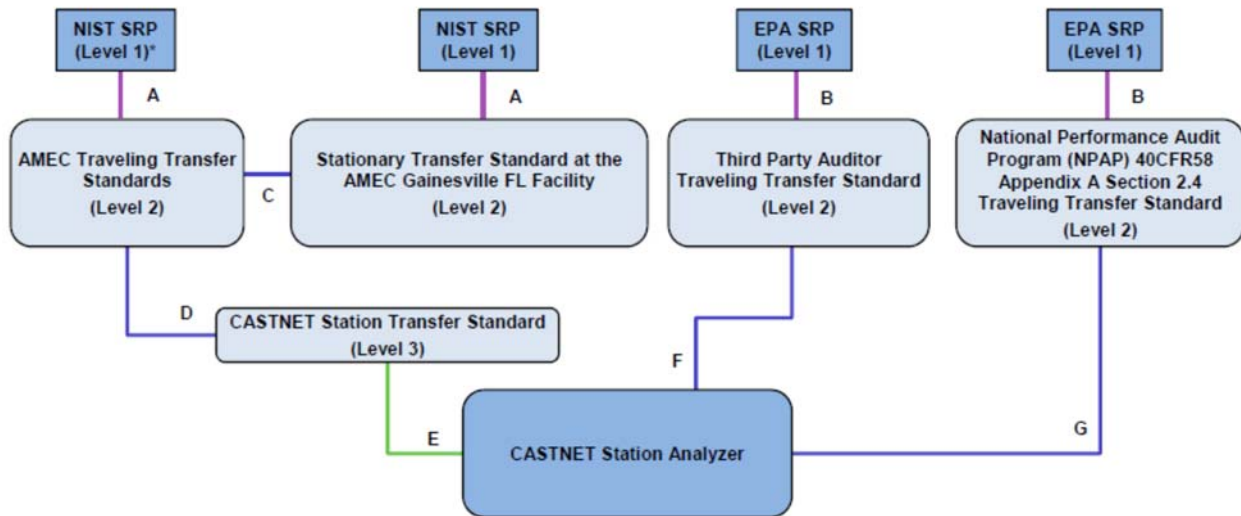 NIST SRP
(Level 1)*
NIST SRP
(Level 1)
EPA SRP
(Level 1)
EPA SRP
(Level 1)
A
A
B
B
AMEC Traveling Transfer
Standards
(Level 2)
C
Stationary Transfer Standard at the
AMEC Gainesville FL Facility
(Level 2)
Third Party Auditor
Traveling Transfer Standard
(Level 2)
National Performance Audit
Program (NPAP) 40CFR58
Appendix A Section 2.4
Traveling Transfer Standard
(Level 2)
D
CASTNET Station Transfer Standard
(Level 3)
F
E
G
CASTNET Station Analyzer